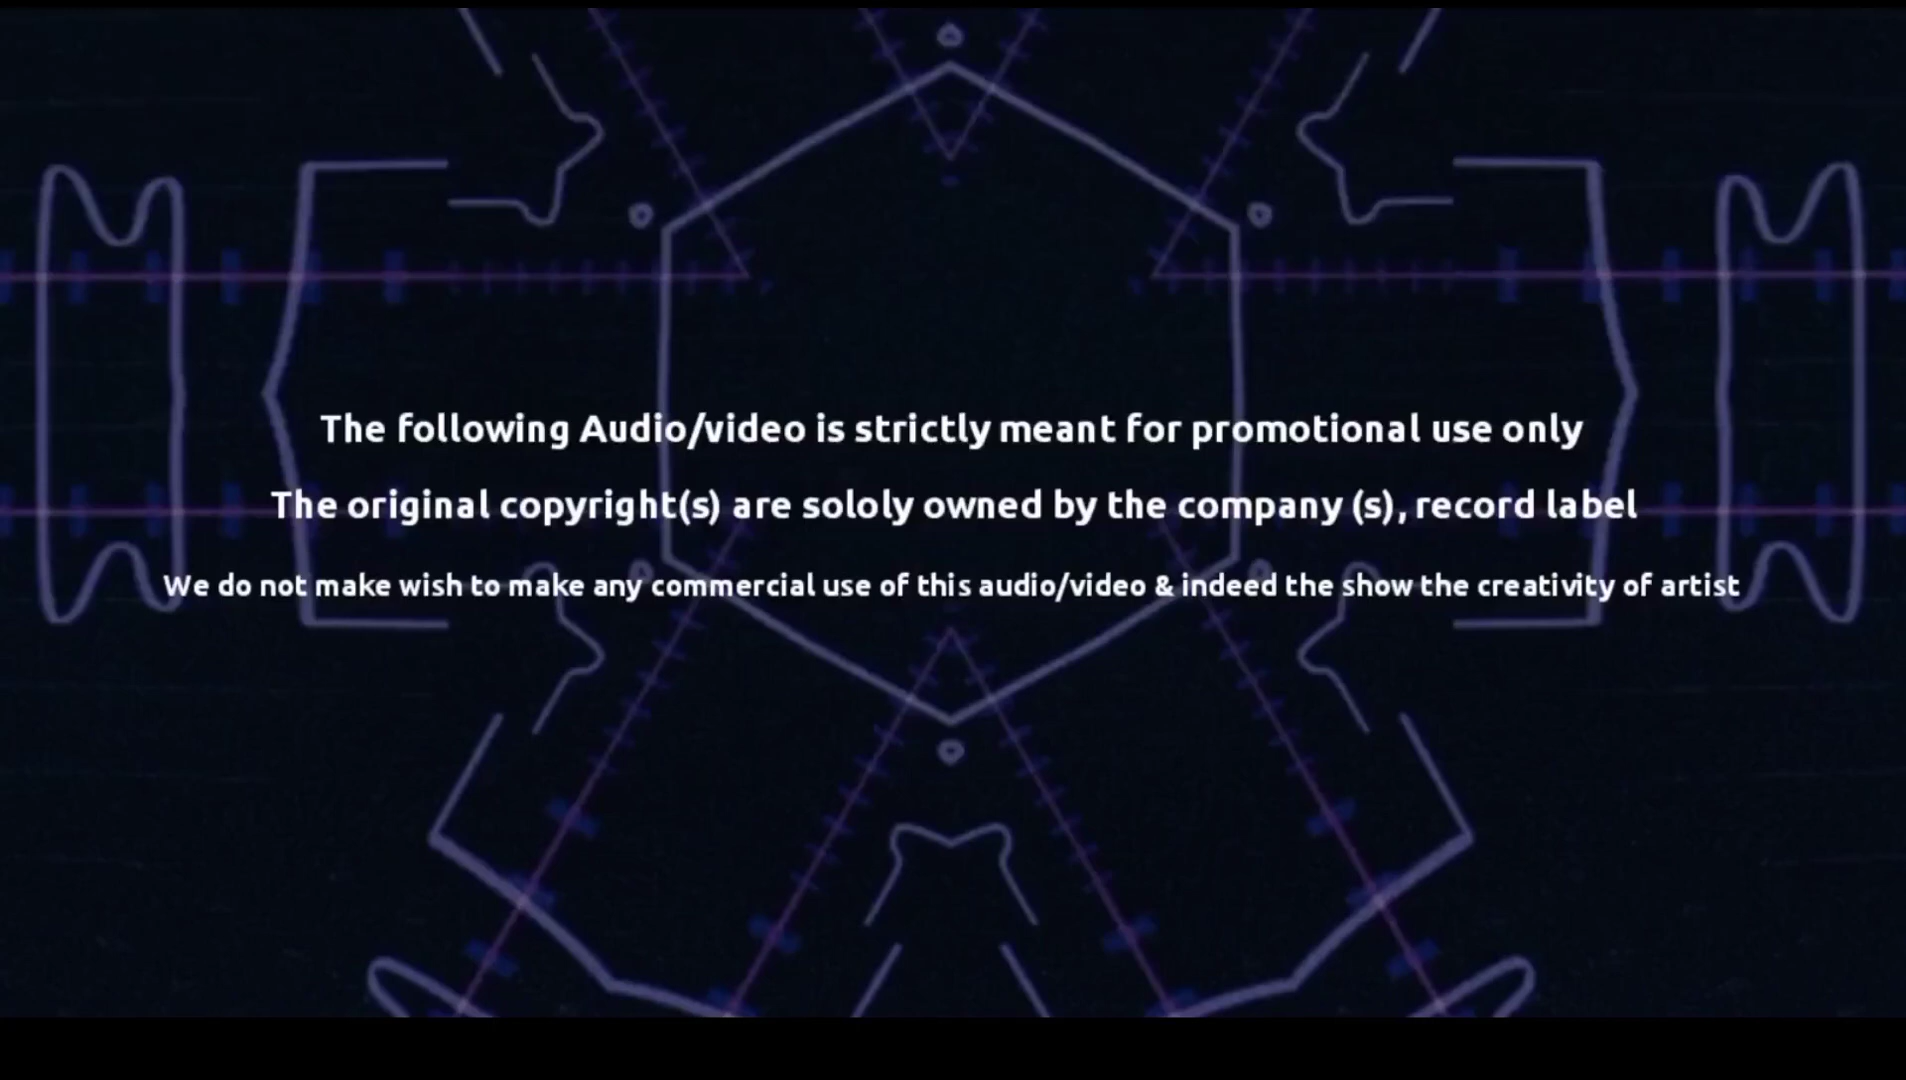 The following Audio/video is strictly meant for promotional use only
The original copyright(s) are sololy owned by the company (s), record label
We do not make wish to make any commercial use of this audio/video & indeed the show the creativity of artist